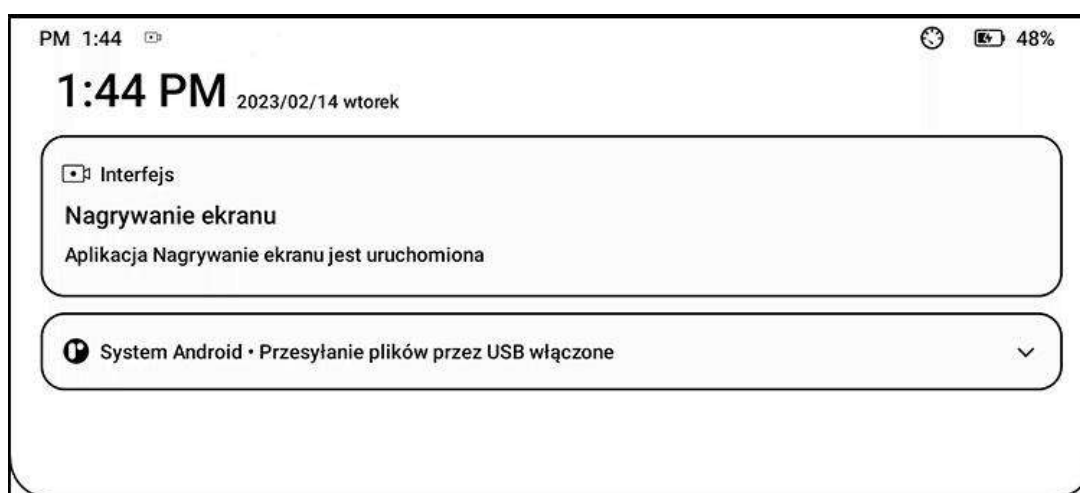 PM 1:44 48%
1:44 PM 2023/02/14 wtorek
Interfejs
Nagrywanie ekranu
Aplikacja Nagrywanie ekranu jest uruchomiona
System Android • Przesyłanie plików przez USB włączone